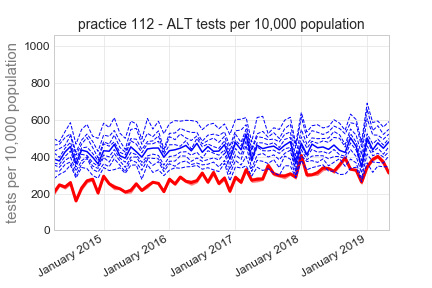 practice 112 - ALT tests per 10,000 population
tests per 10,000 population
1000
800
600
400
200
0
January 2015
January 2016
January 2017
January 2018
January 2019